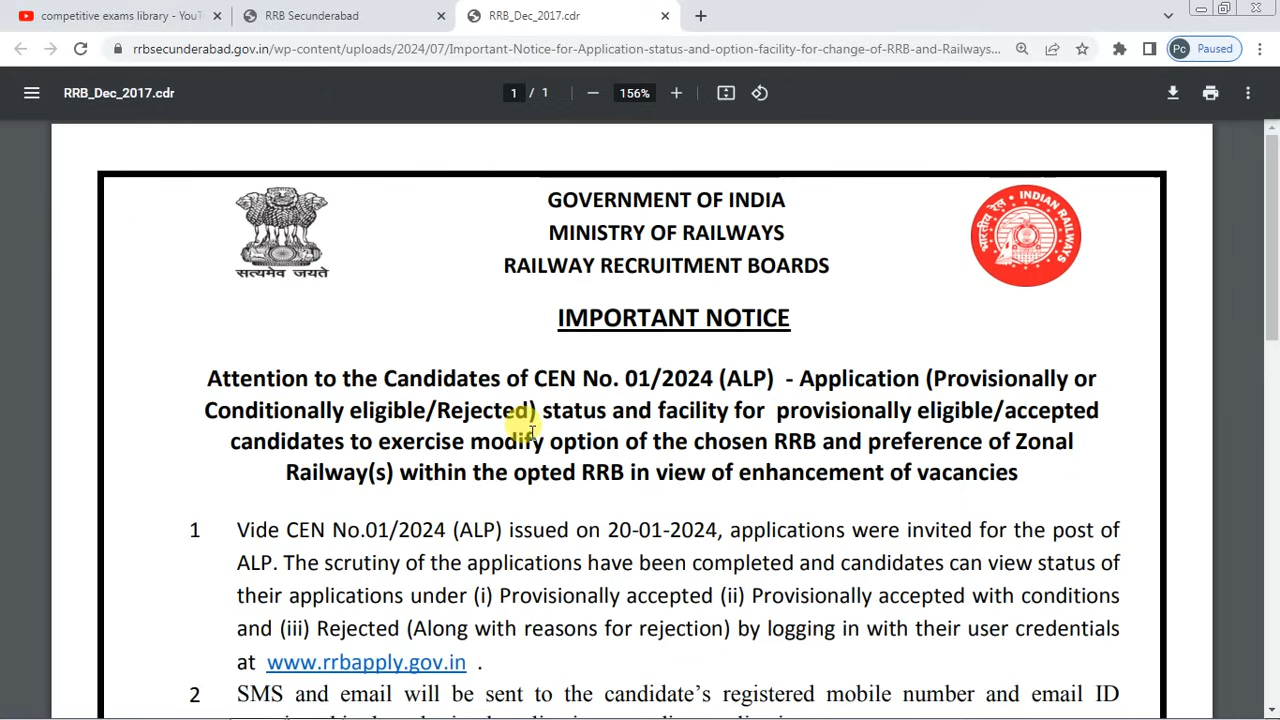 competitive exams library - YouT
RRB Secunderabad
RRB_Dec_2017.cdr
rrbsecunderabad.gov.in/wp-content/uploads/2024/07/Important-Notice-for-Application-status-and-option-facility-for-change-of-RRB-and-Railways...
Pc Paused
RRB_Dec_2017.cdr
1 / 1
156%
GOVERNMENT OF INDIA
MINISTRY OF RAILWAYS
RAILWAY RECRUITMENT BOARDS
सत्यमेव जयते
भारतीय रेल INDIAN RAILWAYS
IMPORTANT NOTICE
Attention to the Candidates of CEN No. 01/2024 (ALP) - Application (Provisionally or
Conditionally eligible/Rejected) status and facility for provisionally eligible/accepted
candidates to exercise modify option of the chosen RRB and preference of Zonal
Railway(s) within the opted RRB in view of enhancement of vacancies
1 Vide CEN No.01/2024 (ALP) issued on 20-01-2024, applications were invited for the post of
ALP. The scrutiny of the applications have been completed and candidates can view status of
their applications under (i) Provisionally accepted (ii) Provisionally accepted with conditions
and (iii) Rejected (Along with reasons for rejection) by logging in with their user credentials
at www.rrbapply.gov.in .
2 SMS and email will be sent to the candidate's registered mobile number and email ID